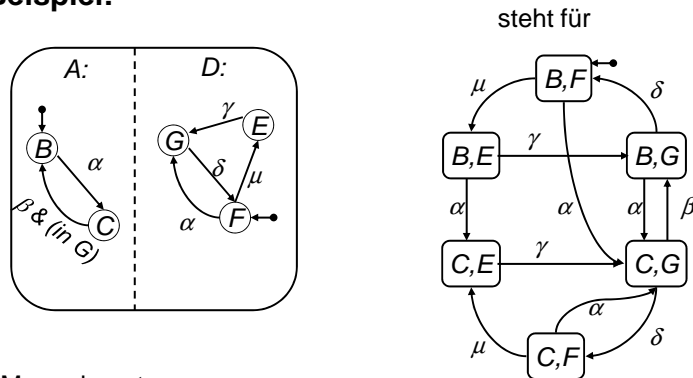 Beispiel:
steht für
A:
D:
B
α
C
β & (in G)
γ
E
G
δ
μ
α
F
B,F
μ
δ
B,E
γ
B,G
α
α
α
β
C,E
γ
C,G
α
μ
δ
C,F